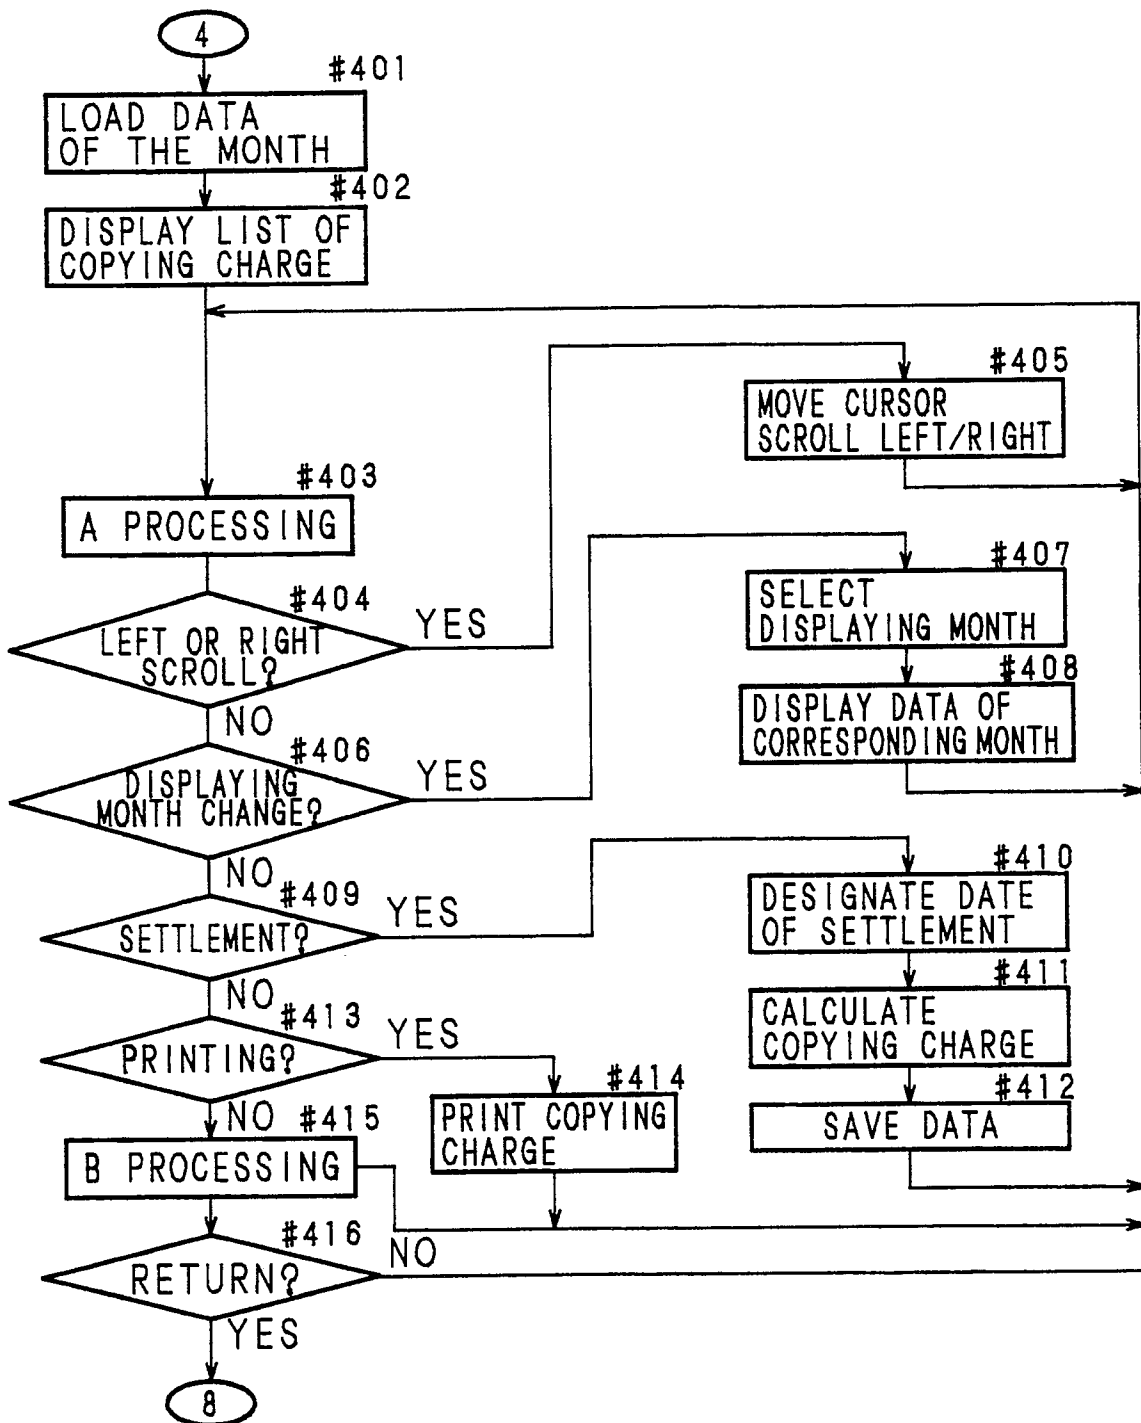 4
#401
LOAD DATA
OF THE MONTH
#402
DISPLAY LIST OF
COPYING CHARGE
#405
MOVE CURSOR
SCROLL LEFT/RIGHT
#403
A PROCESSING
#404
LEFT OR RIGHT
SCROLL?
YES
NO
#407
SELECT
DISPLAYING MONTH
#408
DISPLAY DATA OF
CORRESPONDING MONTH
#406
DISPLAYING
MONTH CHANGE?
YES
NO
#409
SETTLEMENT?
YES
NO
#410
DESIGNATE DATE
OF SETTLEMENT
#411
CALCULATE
COPYING CHARGE
#412
SAVE DATA
#413
PRINTING?
YES
NO
#414
PRINT COPYING
CHARGE
#415
B PROCESSING
#416
RETURN?
NO
YES
8